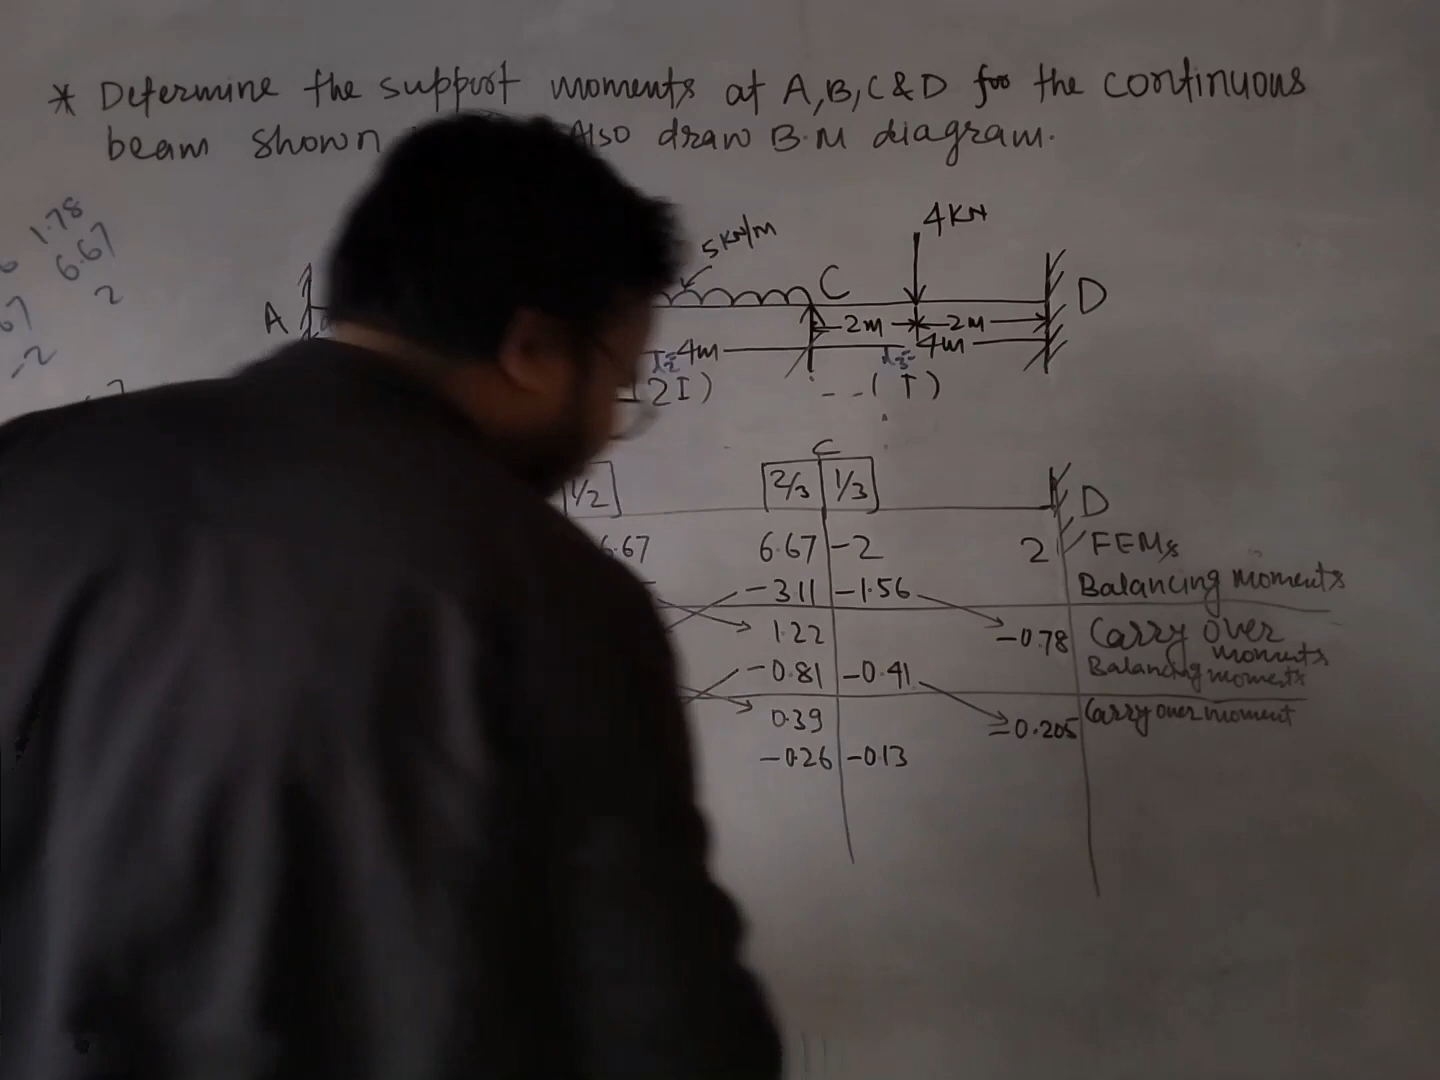 * Determine the support moments at A,B,C & D for the continuous
beam shown Also draw B.M diagram.
1.78
6.67
2
-2
5 KN/M
4KN
A
C
D
2m
2m
4m
4m
(2I)
( I )
C
1/2
2/3
1/3
D
6.67
6.67
-2
2
FEMs
-3.11
-1.56
Balancing moments
1.22
-0.78
Carry over
moments
-0.81
-0.41
Balancing moments
0.39
-0.205
Carry over moment
-0.26
-0.13